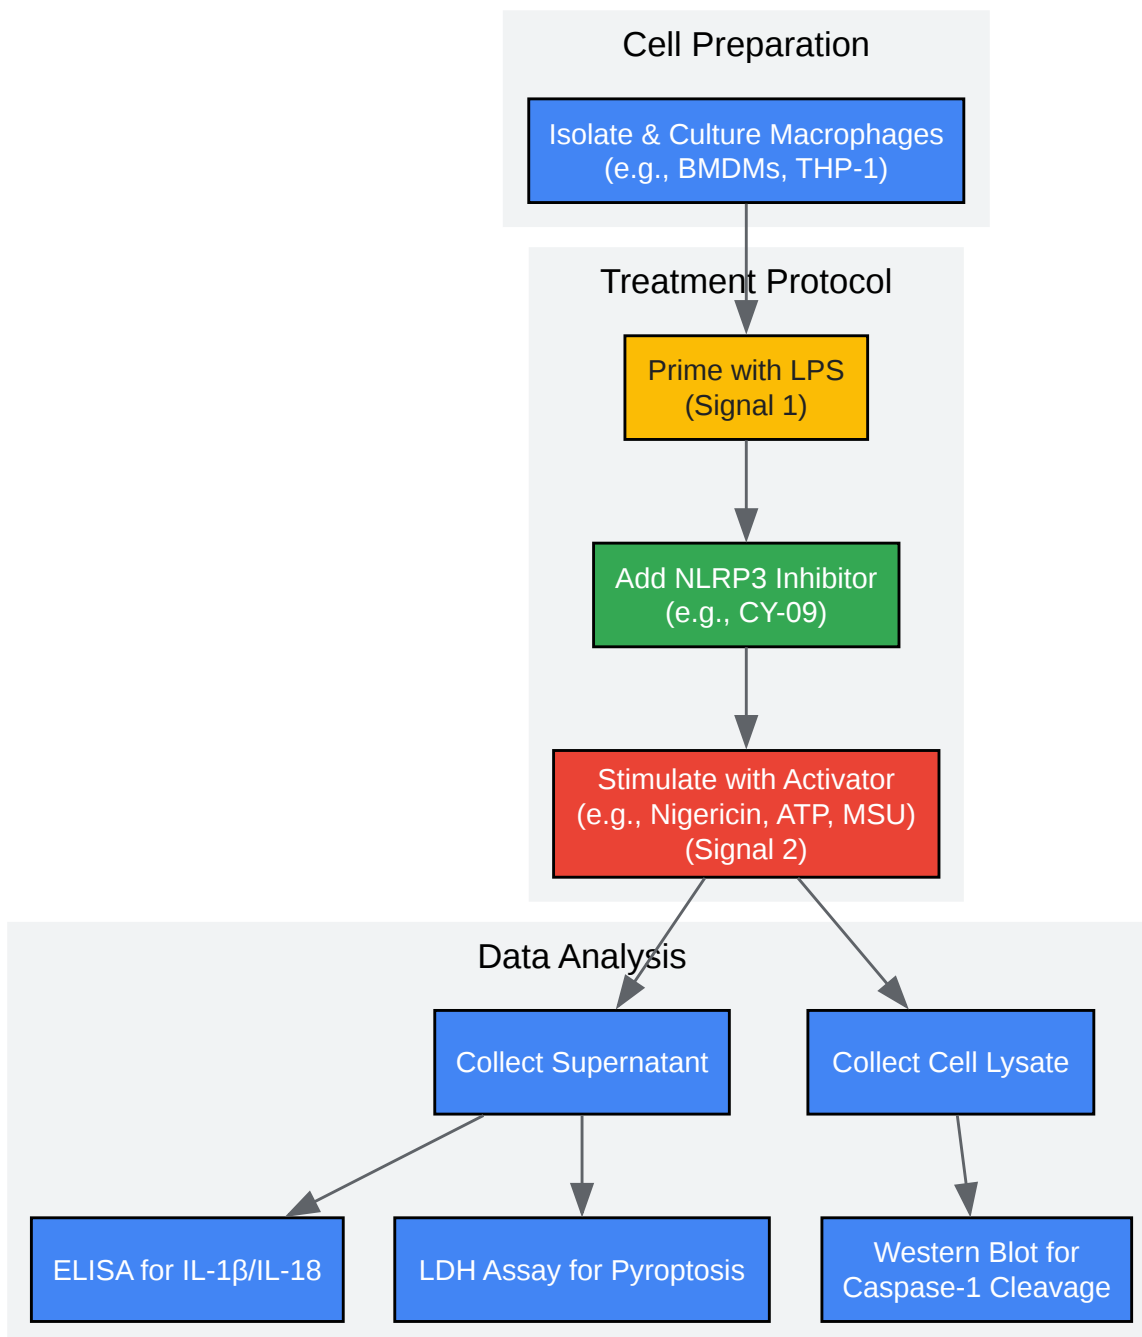 Cell Preparation
Isolate & Culture Macrophages
(e.g., BMDMs, THP-1)
Treatment Protocol
Prime with LPS
(Signal 1)
Add NLRP3 Inhibitor
(e.g., CY-09)
Stimulate with Activator
(e.g., Nigericin, ATP, MSU)
(Signal 2)
Data Analysis
Collect Supernatant
Collect Cell Lysate
ELISA for IL-1β/IL-18
LDH Assay for Pyroptosis
Western Blot for
Caspase-1 Cleavage